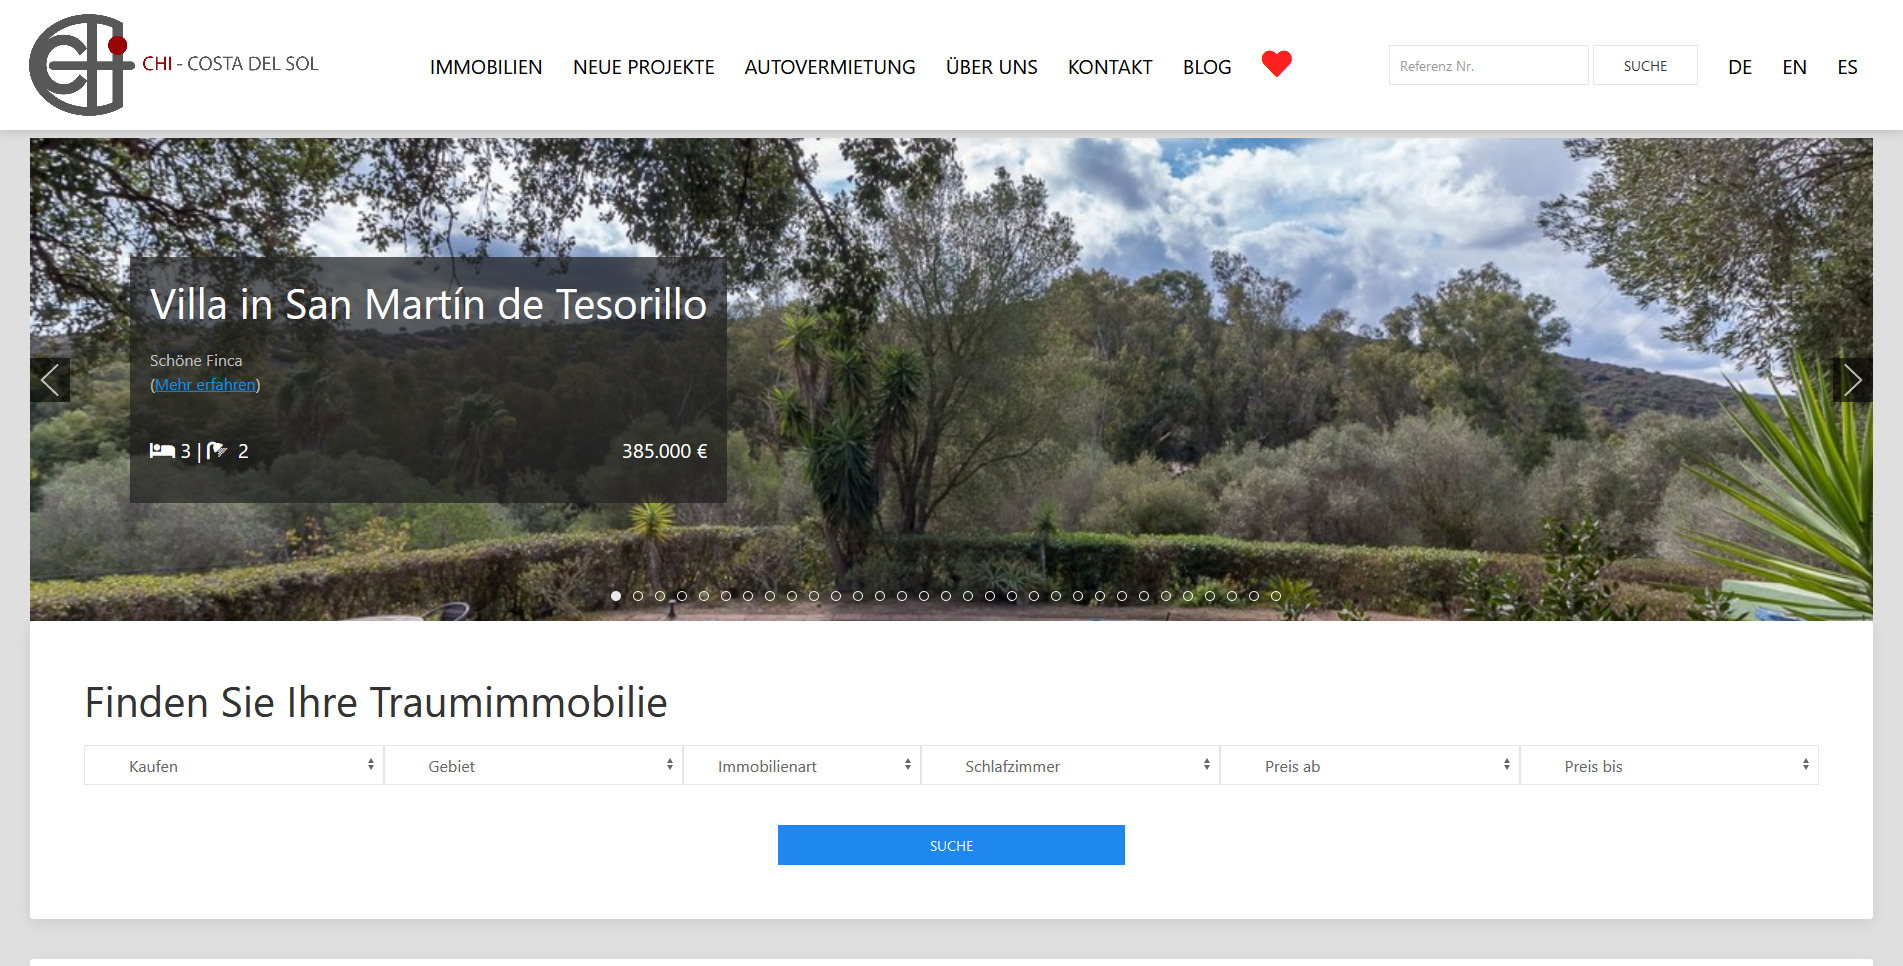 CHI - COSTA DEL SOL
IMMOBILIEN NEUE PROJEKTE AUTOVERMIETUNG ÜBER UNS KONTAKT BLOG
Referenz Nr. SUCHE DE EN ES
Villa in San Martín de Tesorillo
Schöne Finca
(Mehr erfahren)
3 | 2 385.000 €
Finden Sie Ihre Traumimmobilie
Kaufen Gebiet Immobilienart Schlafzimmer Preis ab Preis bis
SUCHE